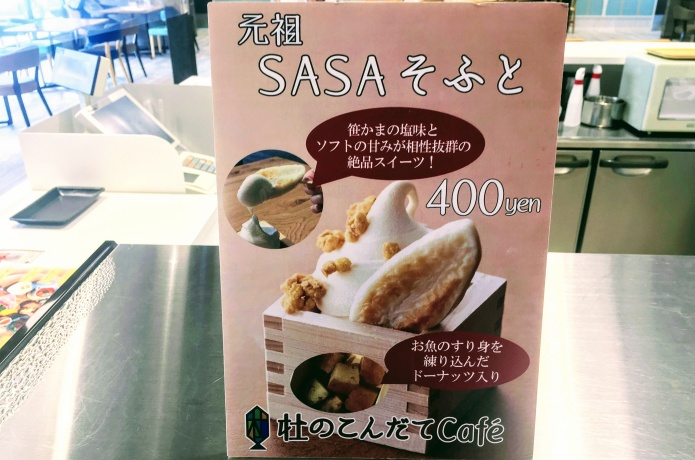 元祖
SASAそふと
笹かまの塩味と
ソフトの甘みが相性抜群の
絶品スイーツ！
400yen
お魚のすり身を
練り込んだ
ドーナッツ入り
杜のこんだてCafé